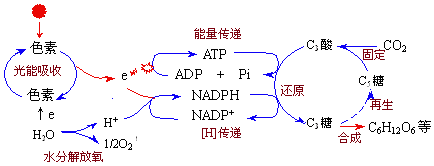 能量传递
色素
光能吸收
色素
e
H₂O
水分解放氧
e*
H⁺
1/2O₂↑
ATP
ADP + Pi
NADPH
NADP⁺
[H]传递
还原
C₃酸
固定
CO₂
C₅糖
再生
C₃糖
合成
C₆H₁₂O₆等